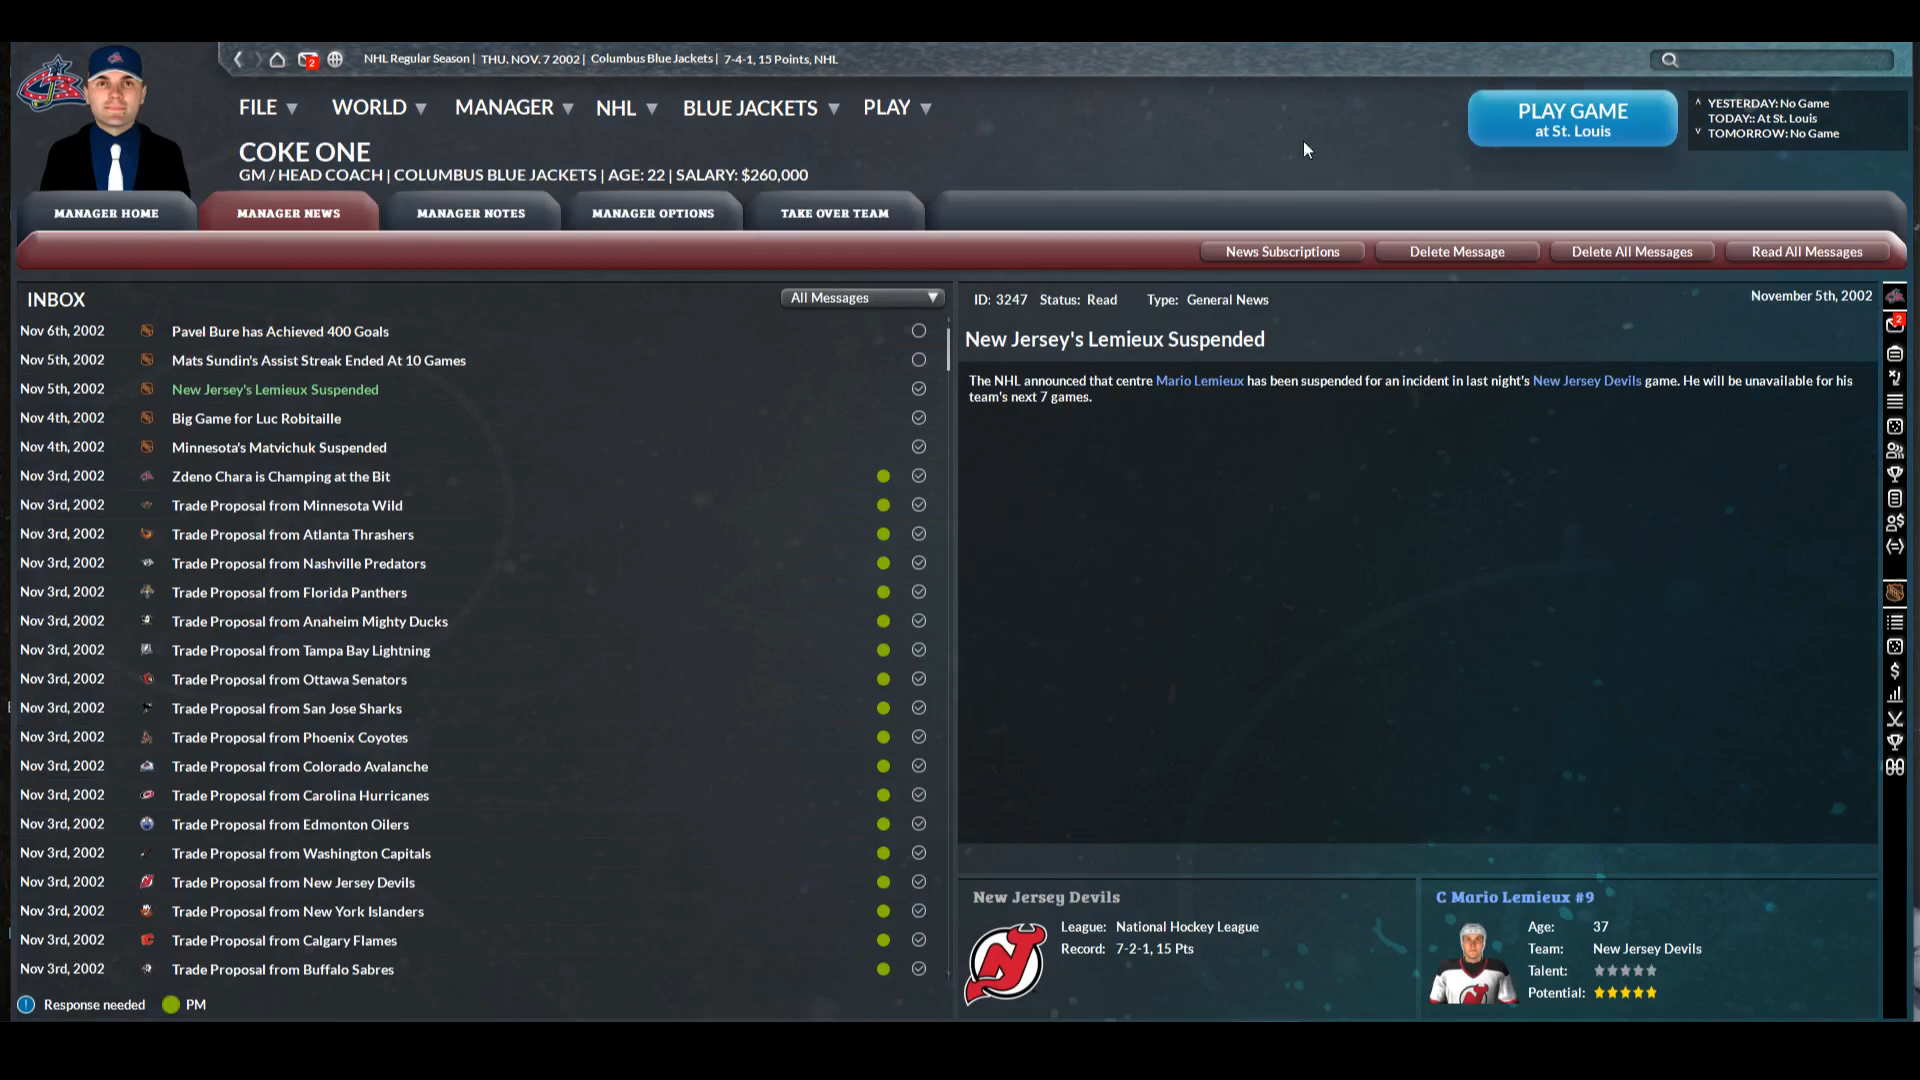 2
NHL Regular Season | THU. NOV. 7 2002 | Columbus Blue Jackets | 7-4-1, 15 Points, NHL
FILE WORLD MANAGER NHL BLUE JACKETS PLAY
PLAY GAME
at St. Louis
YESTERDAY: No Game
TODAY:: At St. Louis
TOMORROW: No Game
COKE ONE
GM / HEAD COACH | COLUMBUS BLUE JACKETS | AGE: 22 | SALARY: $260,000
MANAGER HOME MANAGER NEWS MANAGER NOTES MANAGER OPTIONS TAKE OVER TEAM
News Subscriptions Delete Message Delete All Messages Read All Messages
INBOX All Messages
Nov 6th, 2002 Pavel Bure has Achieved 400 Goals
Nov 5th, 2002 Mats Sundin's Assist Streak Ended At 10 Games
Nov 5th, 2002 New Jersey's Lemieux Suspended
Nov 4th, 2002 Big Game for Luc Robitaille
Nov 4th, 2002 Minnesota's Matvichuk Suspended
Nov 3rd, 2002 Zdeno Chara is Champing at the Bit
Nov 3rd, 2002 Trade Proposal from Minnesota Wild
Nov 3rd, 2002 Trade Proposal from Atlanta Thrashers
Nov 3rd, 2002 Trade Proposal from Nashville Predators
Nov 3rd, 2002 Trade Proposal from Florida Panthers
Nov 3rd, 2002 Trade Proposal from Anaheim Mighty Ducks
Nov 3rd, 2002 Trade Proposal from Tampa Bay Lightning
Nov 3rd, 2002 Trade Proposal from Ottawa Senators
Nov 3rd, 2002 Trade Proposal from San Jose Sharks
Nov 3rd, 2002 Trade Proposal from Phoenix Coyotes
Nov 3rd, 2002 Trade Proposal from Colorado Avalanche
Nov 3rd, 2002 Trade Proposal from Carolina Hurricanes
Nov 3rd, 2002 Trade Proposal from Edmonton Oilers
Nov 3rd, 2002 Trade Proposal from Washington Capitals
Nov 3rd, 2002 Trade Proposal from New Jersey Devils
Nov 3rd, 2002 Trade Proposal from New York Islanders
Nov 3rd, 2002 Trade Proposal from Calgary Flames
Nov 3rd, 2002 Trade Proposal from Buffalo Sabres
Response needed PM
ID: 3247 Status: Read Type: General News November 5th, 2002
New Jersey's Lemieux Suspended
The NHL announced that centre Mario Lemieux has been suspended for an incident in last night's New Jersey Devils game. He will be unavailable for his
team's next 7 games.
New Jersey Devils
League: National Hockey League
Record: 7-2-1, 15 Pts
C Mario Lemieux #9
Age: 37
Team: New Jersey Devils
Talent:
Potential:
2